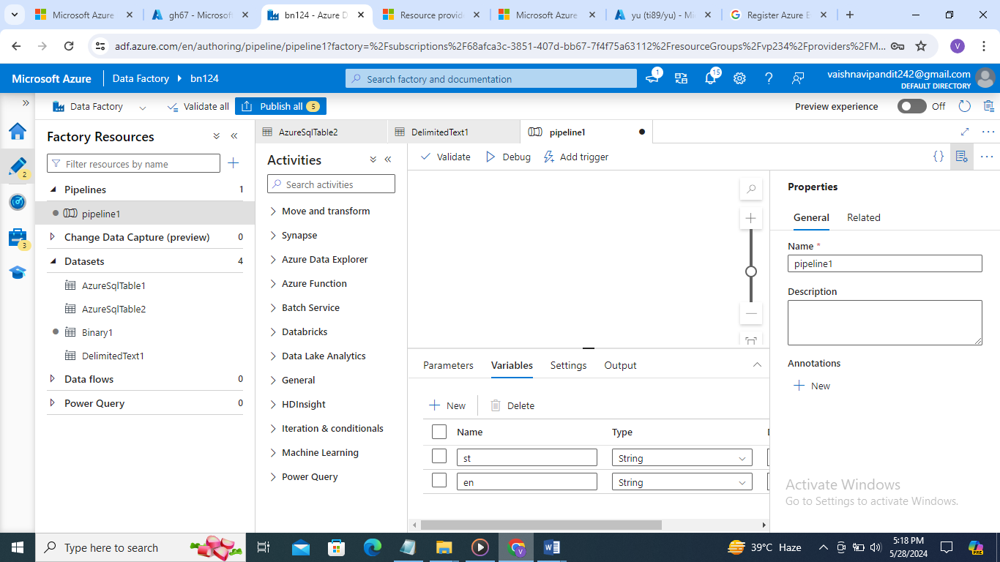 Microsoft Azure
gh67 - Microsoft
bn124 - Azure D
Resource provid
Microsoft Azure
yu (ti89/yu) - Mi
Register Azure E
adf.azure.com/en/authoring/pipeline/pipeline1?factory=%2Fsubscriptions%2F68afca3c-3851-407d-bb67-7f4f75a63112%2FresourceGroups%2Fvp234%2Fproviders%2FM...
V
Microsoft Azure
Data Factory
bn124
Search factory and documentation
1
15
vaishnavipandit242@gmail.com
DEFAULT DIRECTORY
Data Factory
Validate all
Publish all
5
Preview experience
Off
Factory Resources
AzureSqlTable2
DelimitedText1
pipeline1
Filter resources by name
Activities
Validate
Debug
Add trigger
2
3
Pipelines
1
pipeline1
Change Data Capture (preview)
0
Datasets
4
AzureSqlTable1
AzureSqlTable2
Binary1
DelimitedText1
Data flows
0
Power Query
0
Search activities
Move and transform
Synapse
Azure Data Explorer
Azure Function
Batch Service
Databricks
Data Lake Analytics
General
HDInsight
Iteration & conditionals
Machine Learning
Power Query
Parameters
Variables
Settings
Output
New
Delete
Name
Type
st
String
en
String
Properties
General
Related
Name *
pipeline1
Description
Annotations
New
Activate Windows
Go to Settings to activate Windows.
Type here to search
V
39°C Haze
5:18 PM
5/28/2024
PRE